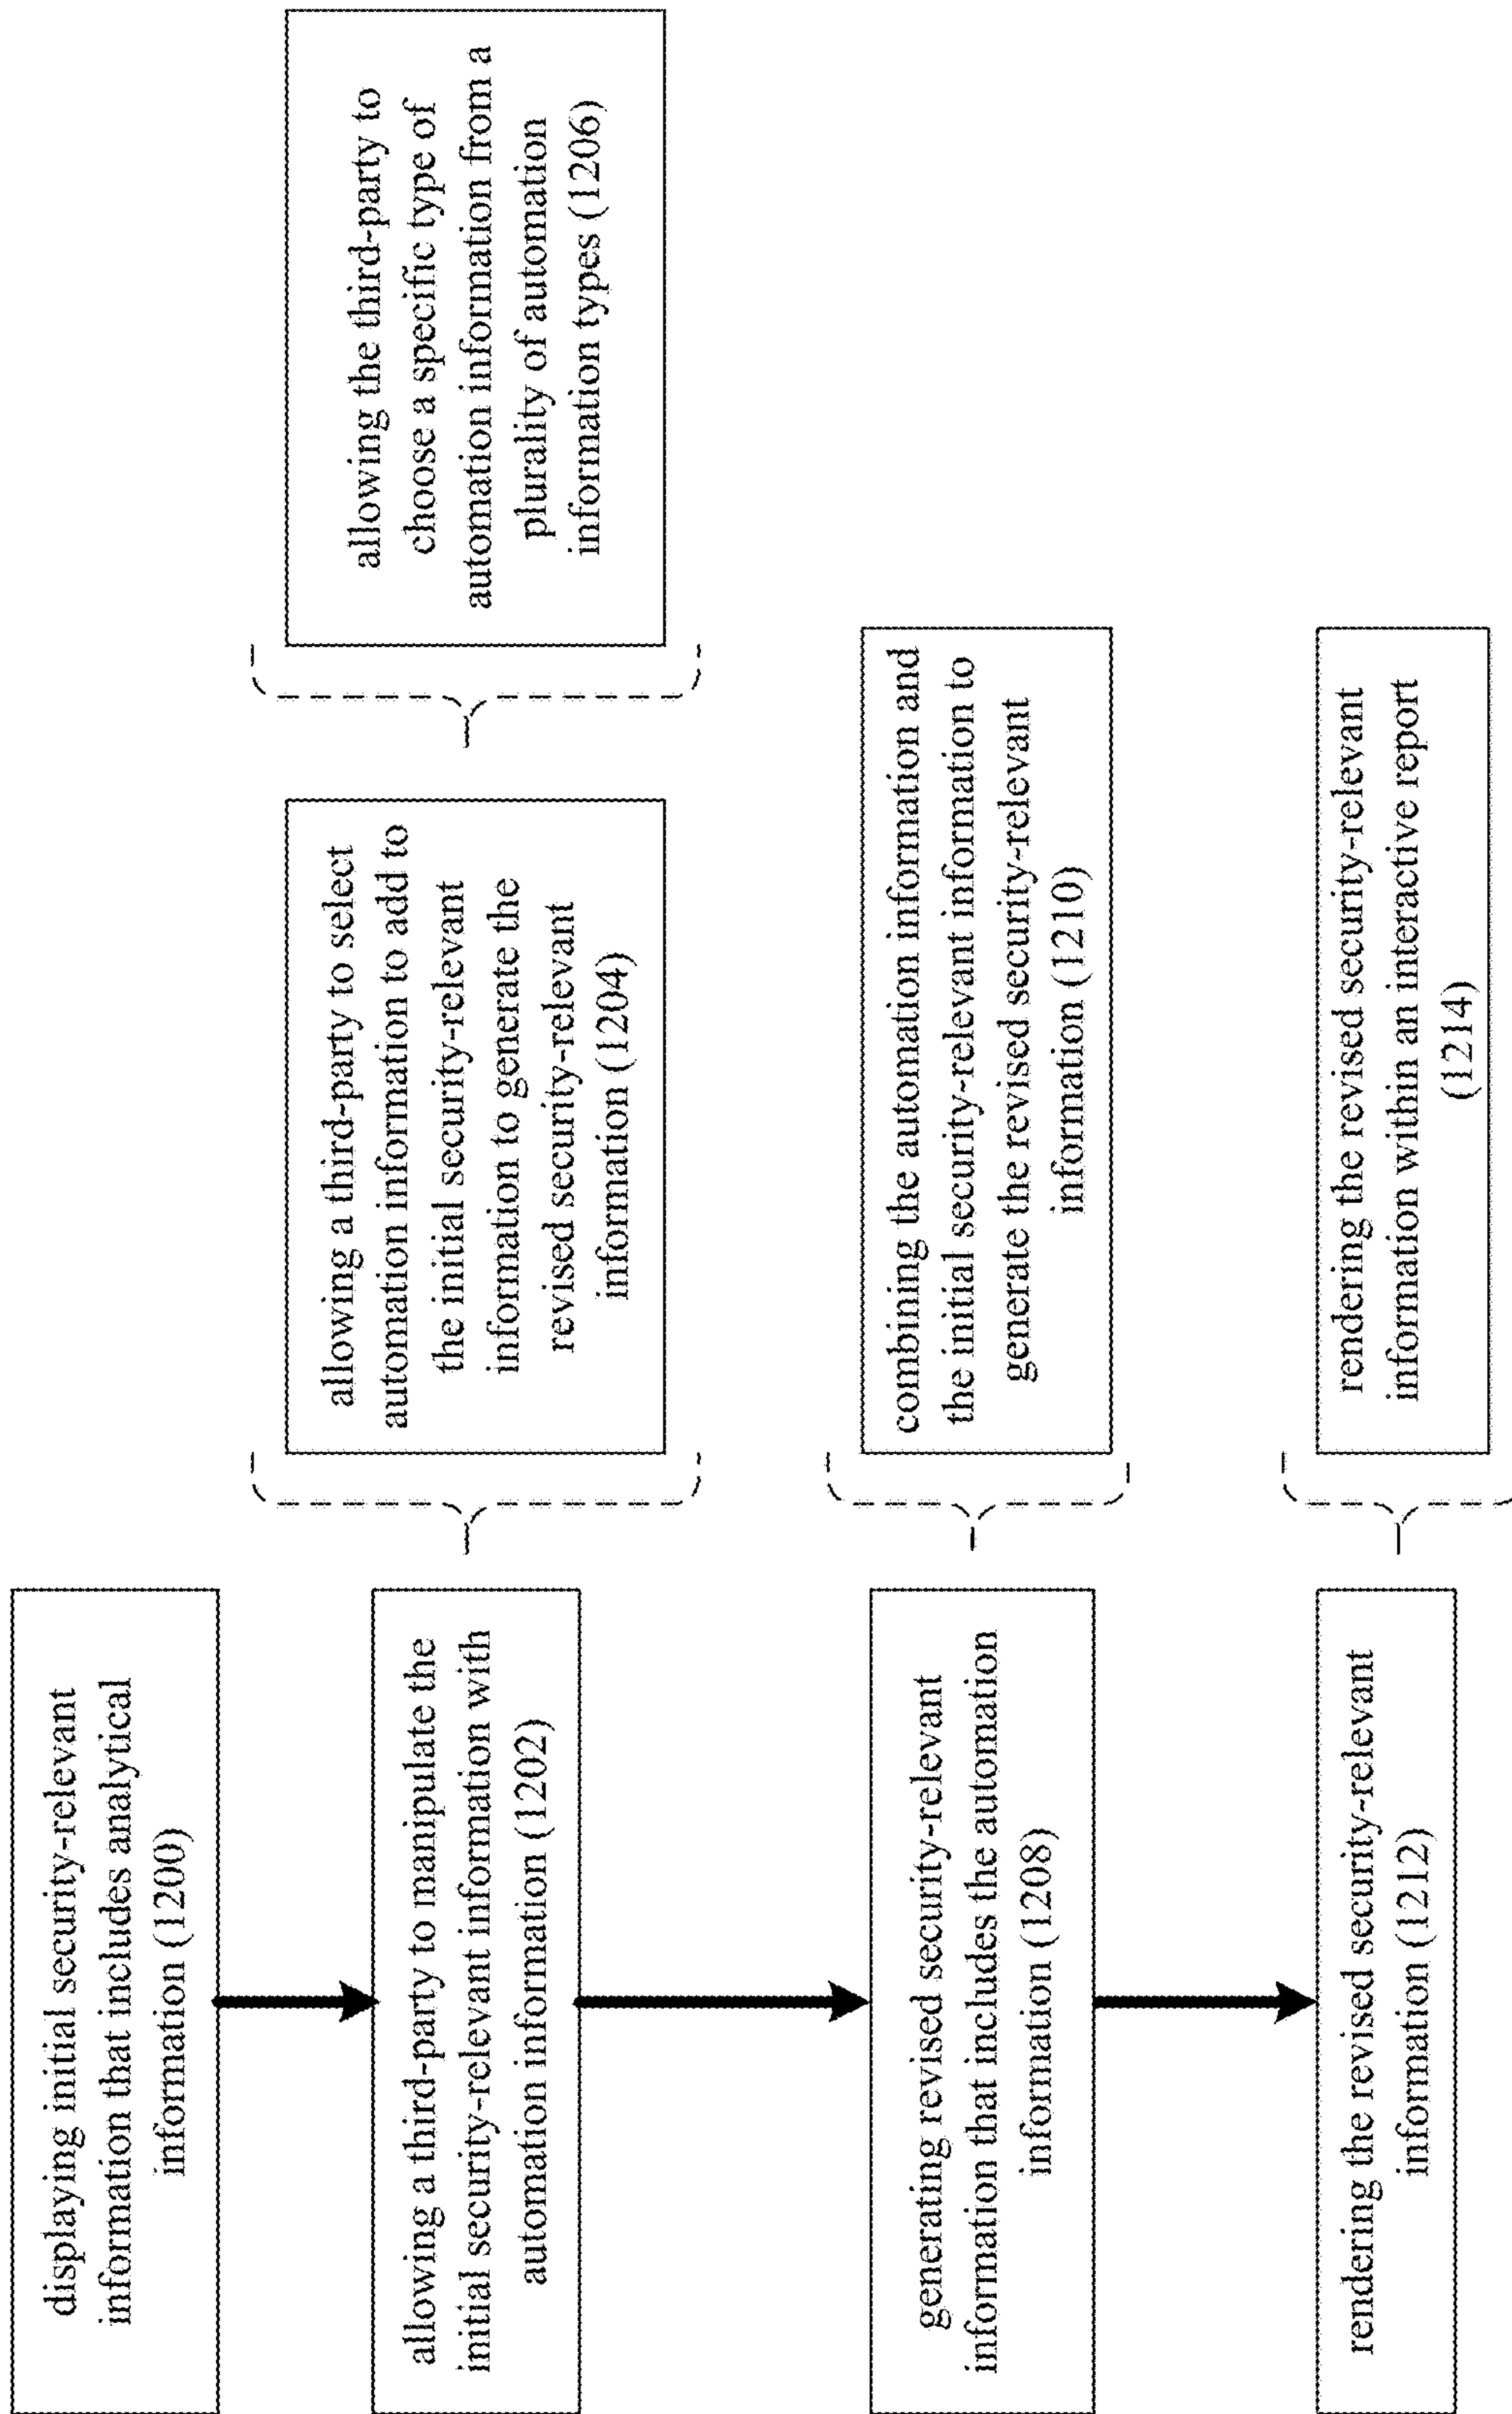 displaying initial security-relevant
information that includes analytical
information (1200)
allowing a third-party to manipulate the
initial security-relevant information with
automation information (1202)
allowing a third-party to select
automation information to add to
the initial security-relevant
information to generate the
revised security-relevant
information (1204)
allowing the third-party to
choose a specific type of
automation information from a
plurality of automation
information types (1206)
generating revised security-relevant
information that includes the automation
information (1208)
combining the automation information and
the initial security-relevant information to
generate the revised security-relevant
information (1210)
rendering the revised security-relevant
information (1212)
rendering the revised security-relevant
information within an interactive report
(1214)